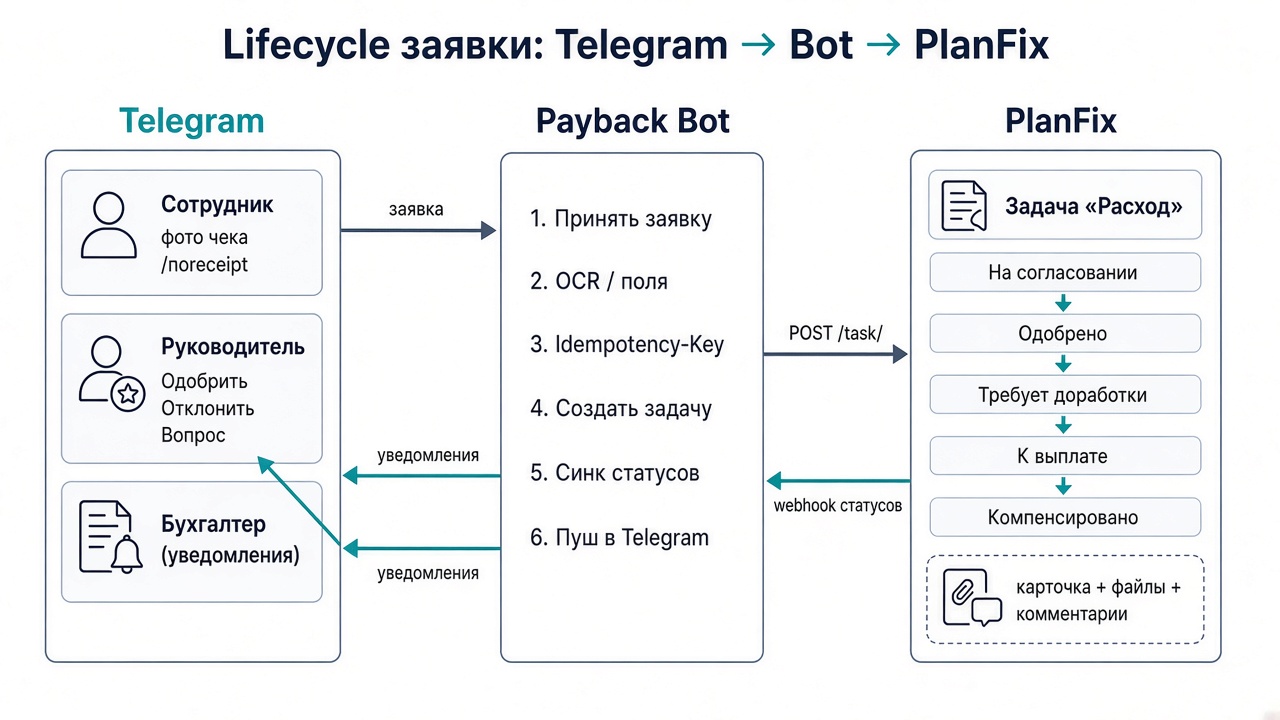 Lifecycle заявки: Telegram → Bot → PlanFix
Telegram
Сотрудник
фото чека
/noreceipt
Руководитель
Одобрить
Отклонить
Вопрос
Бухгалтер
(уведомления)
заявка
уведомления
уведомления
Payback Bot
1. Принять заявку
2. OCR / поля
3. Idempotency-Key
4. Создать задачу
5. Синк статусов
6. Пуш в Telegram
POST /task/
webhook статусов
PlanFix
Задача «Расход»
На согласовании
Одобрено
Требует доработки
К выплате
Компенсировано
карточка + файлы +
комментарии